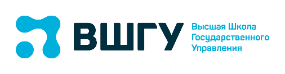 ВШГУ
Высшая Школа
Государственного
Управления